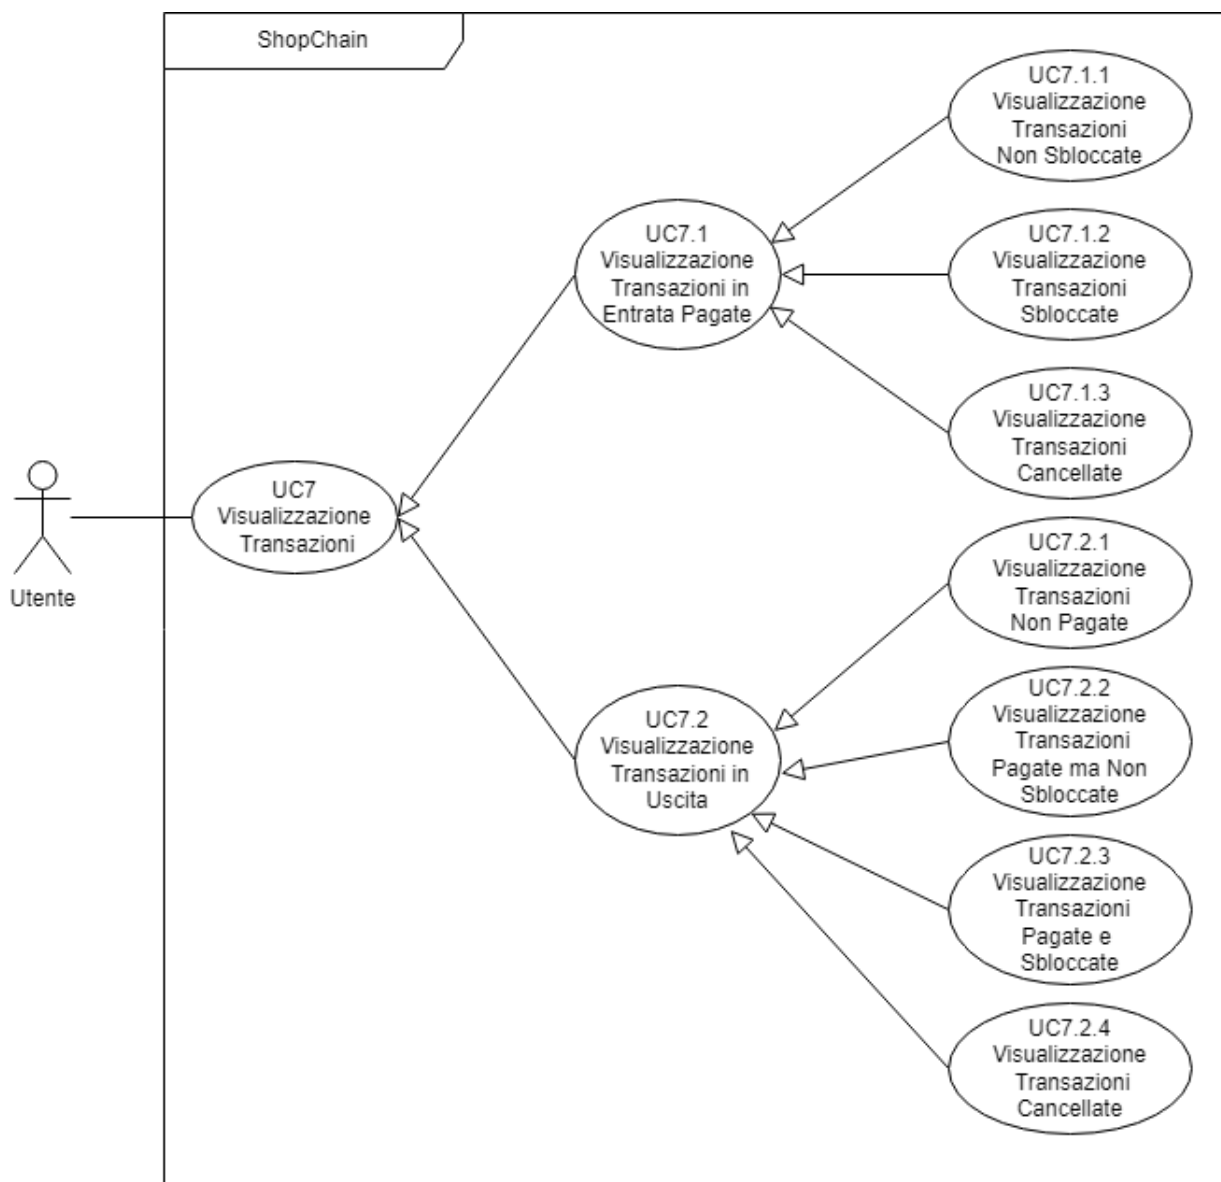 ShopChain
Utente
UC7
Visualizzazione
Transazioni
UC7.1
Visualizzazione
Transazioni in
Entrata Pagate
UC7.1.1
Visualizzazione
Transazioni
Non Sbloccate
UC7.1.2
Visualizzazione
Transazioni
Sbloccate
UC7.1.3
Visualizzazione
Transazioni
Cancellate
UC7.2
Visualizzazione
Transazioni in
Uscita
UC7.2.1
Visualizzazione
Transazioni
Non Pagate
UC7.2.2
Visualizzazione
Transazioni
Pagate ma Non
Sbloccate
UC7.2.3
Visualizzazione
Transazioni
Pagate e
Sbloccate
UC7.2.4
Visualizzazione
Transazioni
Cancellate